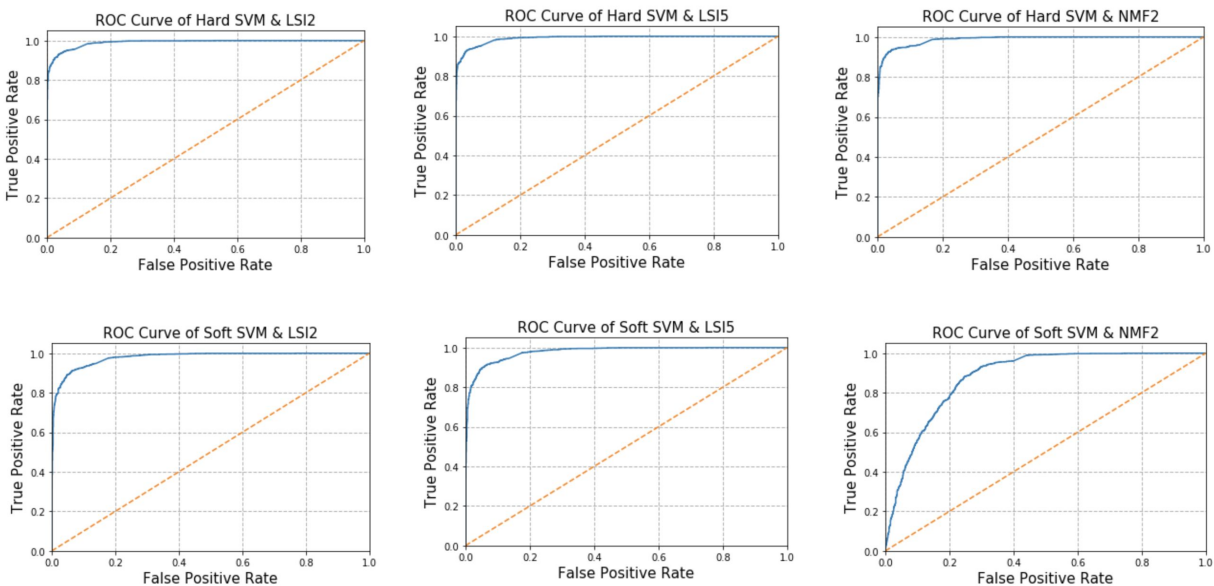 ROC Curve of Hard SVM & LSI2
True Positive Rate
1.0
0.8
0.6
0.4
0.2
0.0
0.0 0.2 0.4 0.6 0.8 1.0
False Positive Rate
ROC Curve of Hard SVM & LSI5
True Positive Rate
1.0
0.8
0.6
0.4
0.2
0.0
0.0 0.2 0.4 0.6 0.8 1.0
False Positive Rate
ROC Curve of Hard SVM & NMF2
True Positive Rate
1.0
0.8
0.6
0.4
0.2
0.0
0.0 0.2 0.4 0.6 0.8 1.0
False Positive Rate
ROC Curve of Soft SVM & LSI2
True Positive Rate
1.0
0.8
0.6
0.4
0.2
0.0
0.0 0.2 0.4 0.6 0.8 1.0
False Positive Rate
ROC Curve of Soft SVM & LSI5
True Positive Rate
1.0
0.8
0.6
0.4
0.2
0.0
0.0 0.2 0.4 0.6 0.8 1.0
False Positive Rate
ROC Curve of Soft SVM & NMF2
True Positive Rate
1.0
0.8
0.6
0.4
0.2
0.0
0.0 0.2 0.4 0.6 0.8 1.0
False Positive Rate